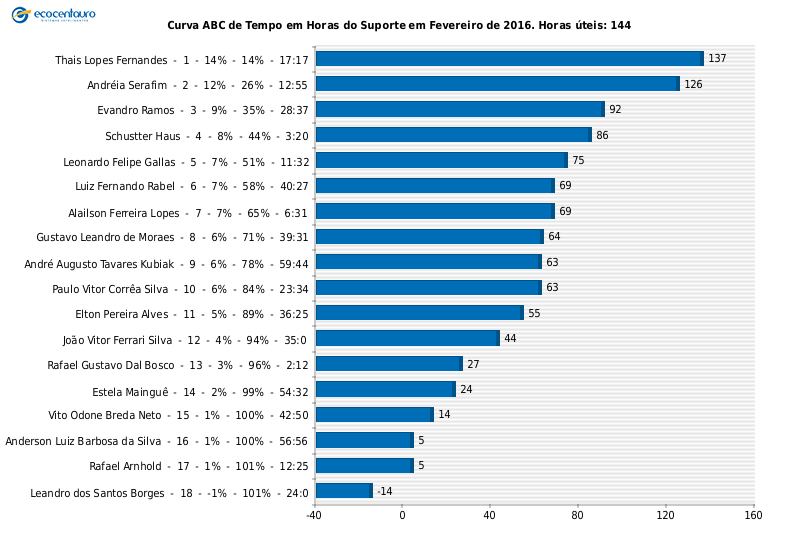 ecocentauro
Curva ABC de Tempo em Horas do Suporte em Fevereiro de 2016. Horas úteis: 144
Thais Lopes Fernandes - 1 - 14% - 14% - 17:17 137
Andréia Serafim - 2 - 12% - 26% - 12:55 126
Evandro Ramos - 3 - 9% - 35% - 28:37 92
Schustter Haus - 4 - 8% - 44% - 3:20 86
Leonardo Felipe Gallas - 5 - 7% - 51% - 11:32 75
Luiz Fernando Rabel - 6 - 7% - 58% - 40:27 69
Alailson Ferreira Lopes - 7 - 7% - 65% - 6:31 69
Gustavo Leandro de Moraes - 8 - 6% - 71% - 39:31 64
André Augusto Tavares Kubiak - 9 - 6% - 78% - 59:44 63
Paulo Vitor Corrêa Silva - 10 - 6% - 84% - 23:34 63
Elton Pereira Alves - 11 - 5% - 89% - 36:25 55
João Vitor Ferrari Silva - 12 - 4% - 94% - 35:0 44
Rafael Gustavo Dal Bosco - 13 - 3% - 96% - 2:12 27
Estela Mainguê - 14 - 2% - 99% - 54:32 24
Vito Odone Breda Neto - 15 - 1% - 100% - 42:50 14
Anderson Luiz Barbosa da Silva - 16 - 1% - 100% - 56:56 5
Rafael Arnhold - 17 - 1% - 101% - 12:25 5
Leandro dos Santos Borges - 18 - -1% - 101% - 24:0 -14
-40 0 40 80 120 160